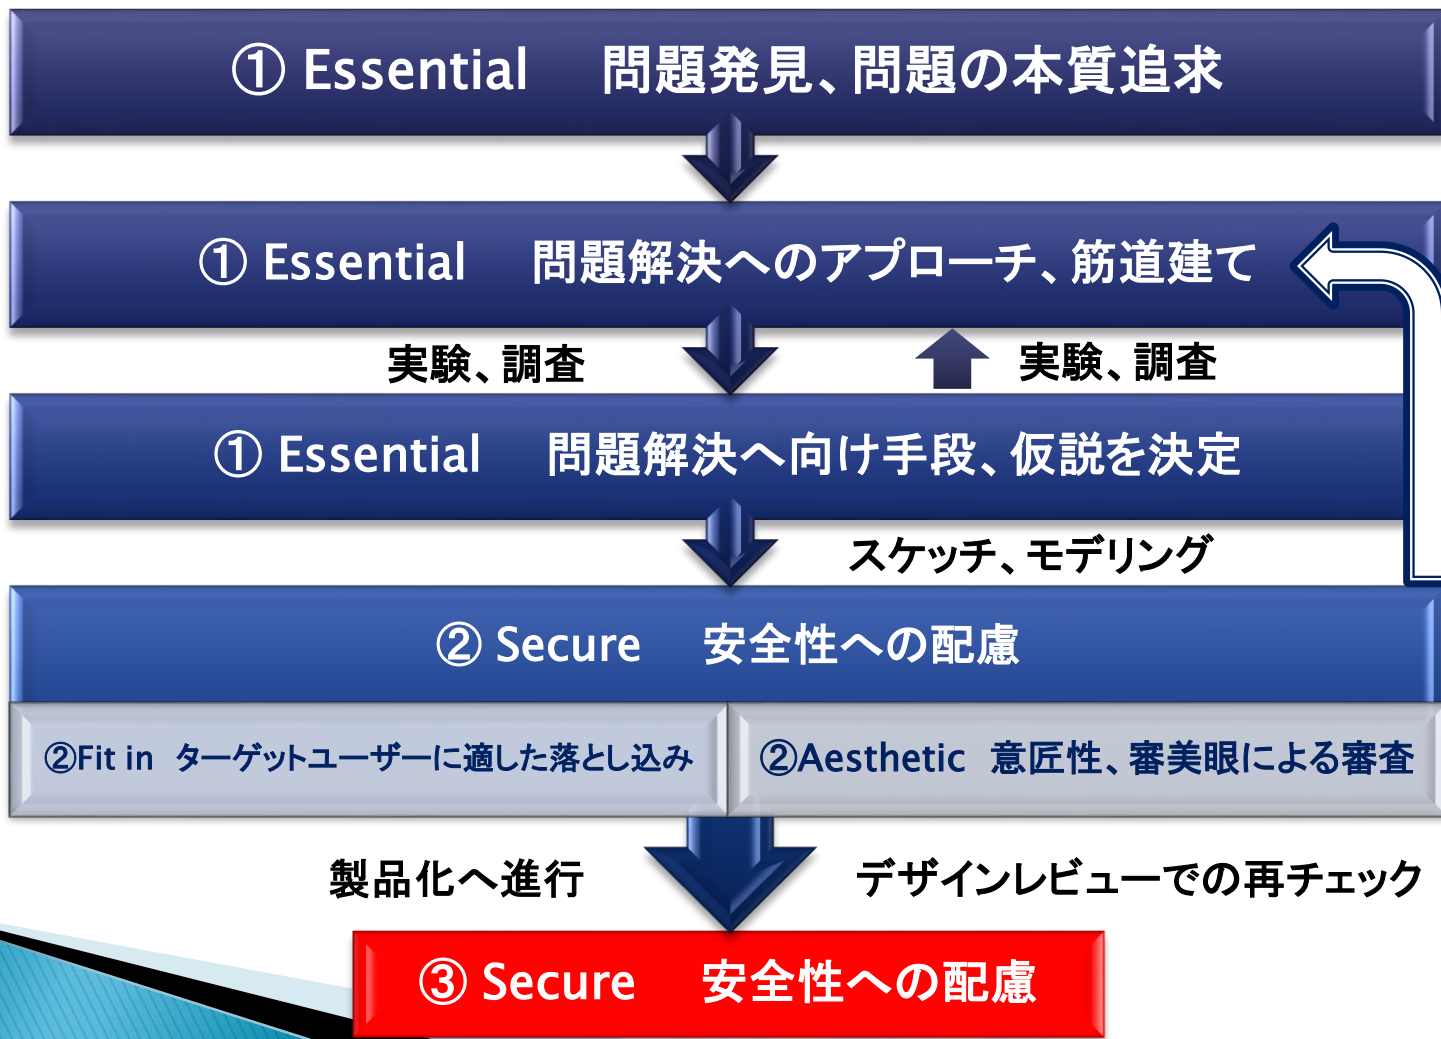 ① Essential 問題発見、問題の本質追求
① Essential 問題解決へのアプローチ、筋道建て
実験、調査 実験、調査
① Essential 問題解決へ向け手段、仮説を決定
スケッチ、モデリング
② Secure 安全性への配慮
②Fit in ターゲットユーザーに適した落とし込み
②Aesthetic 意匠性、審美眼による審査
製品化へ進行 デザインレビューでの再チェック
③ Secure 安全性への配慮